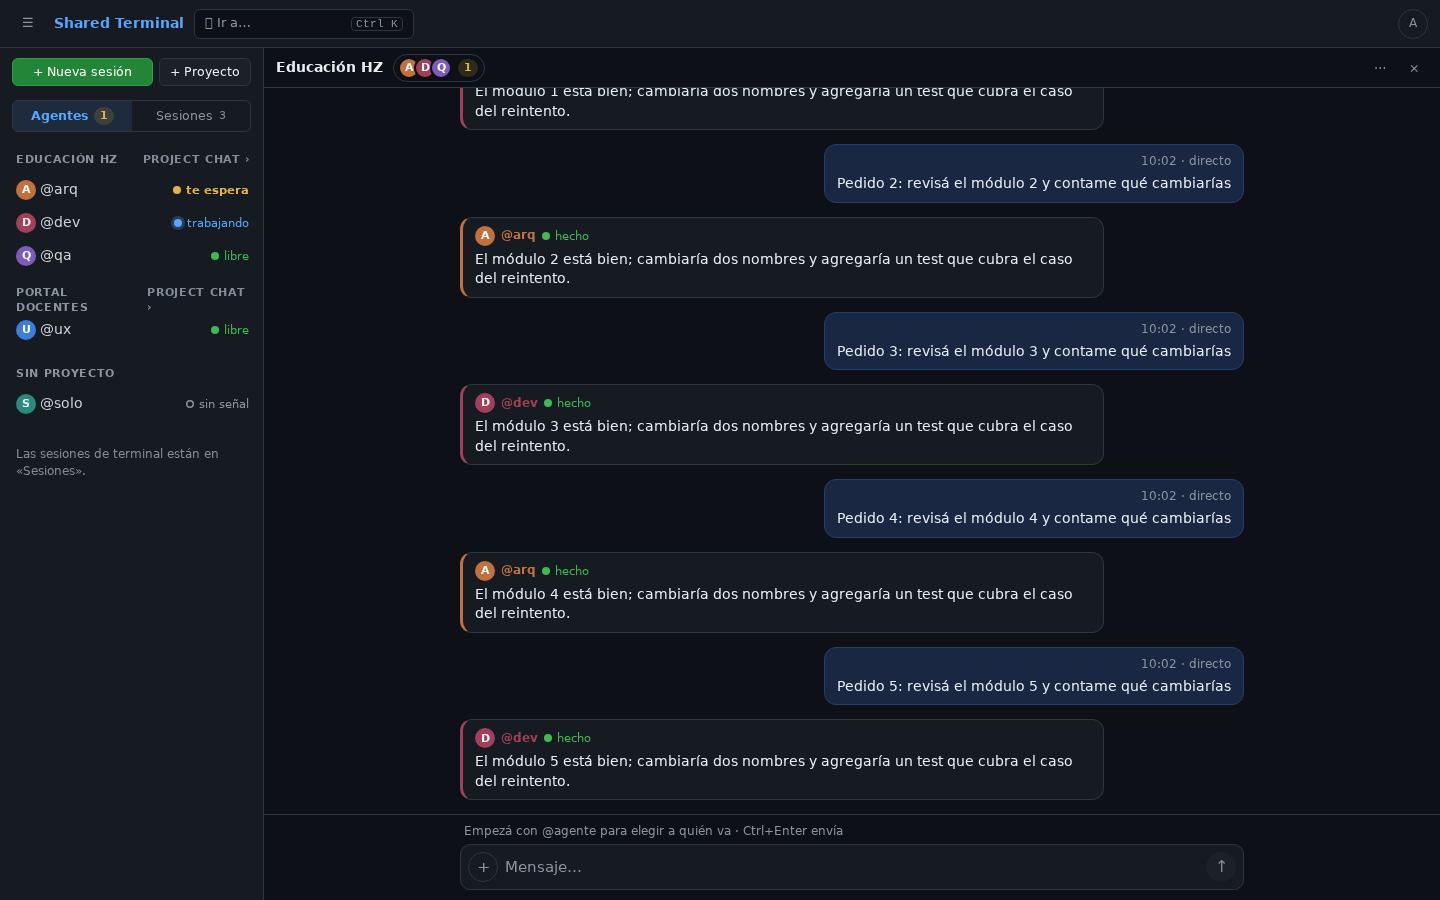 ☰ Shared Terminal Ir a... Ctrl K A
+ Nueva sesión + Proyecto
Agentes 1 Sesiones 3
EDUCACIÓN HZ PROJECT CHAT ›
A @arq te espera
D @dev trabajando
Q @qa libre
PORTAL DOCENTES PROJECT CHAT ›
U @ux libre
SIN PROYECTO
S @solo sin señal
Las sesiones de terminal están en
«Sesiones».
Educación HZ A D Q 1 ··· ×
El módulo 1 está bien; cambiaría dos nombres y agregaría un test que cubra el caso
del reintento.
10:02 · directo
Pedido 2: revisá el módulo 2 y contame qué cambiarías
A @arq hecho
El módulo 2 está bien; cambiaría dos nombres y agregaría un test que cubra el caso
del reintento.
10:02 · directo
Pedido 3: revisá el módulo 3 y contame qué cambiarías
D @dev hecho
El módulo 3 está bien; cambiaría dos nombres y agregaría un test que cubra el caso
del reintento.
10:02 · directo
Pedido 4: revisá el módulo 4 y contame qué cambiarías
A @arq hecho
El módulo 4 está bien; cambiaría dos nombres y agregaría un test que cubra el caso
del reintento.
10:02 · directo
Pedido 5: revisá el módulo 5 y contame qué cambiarías
D @dev hecho
El módulo 5 está bien; cambiaría dos nombres y agregaría un test que cubra el caso
del reintento.
Empezá con @agente para elegir a quién va · Ctrl+Enter envía
+ Mensaje... ↑